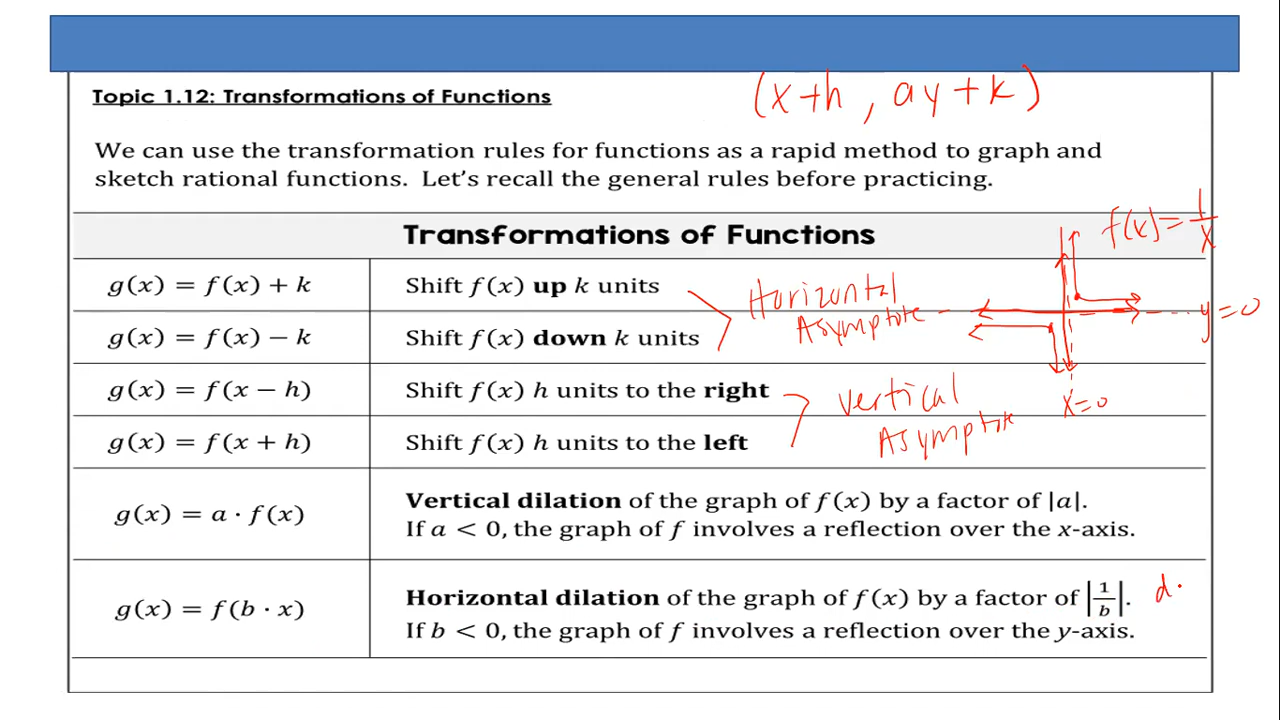 (x+h, ay+k)
Topic 1.12: Transformations of Functions
We can use the transformation rules for functions as a rapid method to graph and
sketch rational functions. Let's recall the general rules before practicing.
Transformations of Functions
f(x) = 1/x
g(x) = f(x) + k
Shift f(x) up k units
g(x) = f(x) − k
Shift f(x) down k units
Horizontal
Asymptote
y=0
g(x) = f(x − h)
Shift f(x) h units to the right
g(x) = f(x + h)
Shift f(x) h units to the left
Vertical
Asymptote
x=0
g(x) = a · f(x)
Vertical dilation of the graph of f(x) by a factor of |a|.
If a < 0, the graph of f involves a reflection over the x-axis.
g(x) = f(b · x)
Horizontal dilation of the graph of f(x) by a factor of |1/b|.
If b < 0, the graph of f involves a reflection over the y-axis.